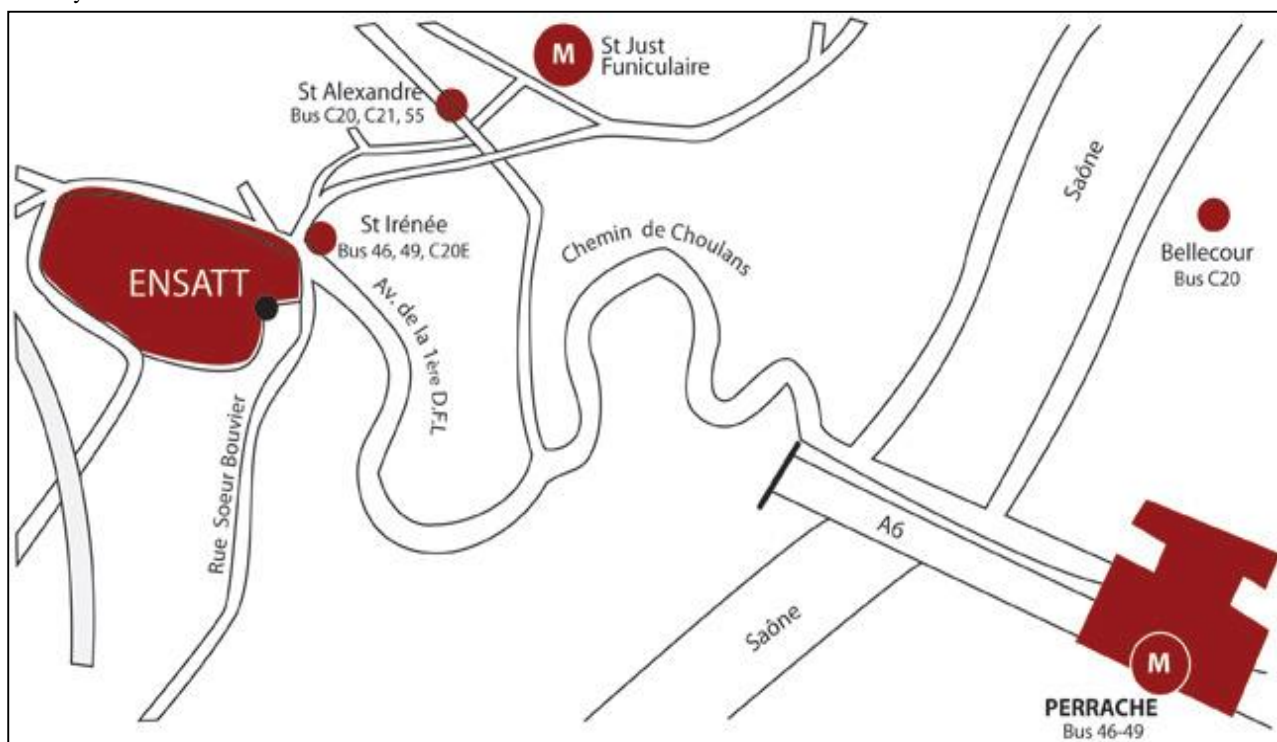 M
St Just
Funiculaire
St Alexandre
Bus C20, C21, 55
Saône
St Irénée
Bus 46, 49, C20E
Chemin de Choulans
Bellecour
Bus C20
ENSATT
Av. de la 1ère D.F.L
Rue Soeur Bouvier
A6
Saône
M
PERRACHE
Bus 46-49